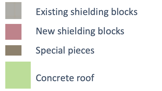 Existing shielding blocks
New shielding blocks
Special pieces
Concrete roof